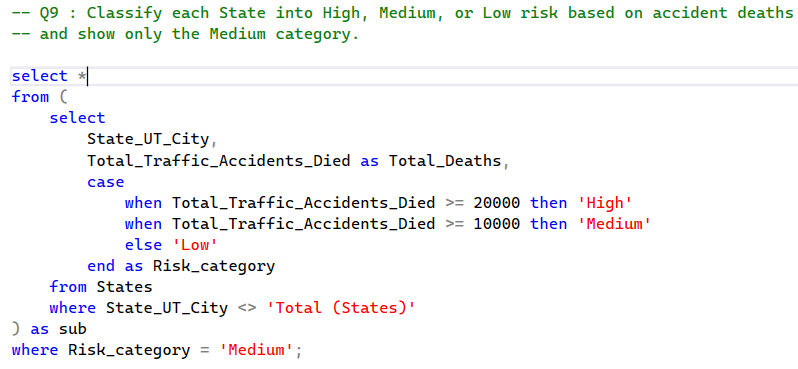 -- Q9 : Classify each State into High, Medium, or Low risk based on accident deaths
-- and show only the Medium category.
select *
from (
select
State_UT_City,
Total_Traffic_Accidents_Died as Total_Deaths,
case
when Total_Traffic_Accidents_Died >= 20000 then 'High'
when Total_Traffic_Accidents_Died >= 10000 then 'Medium'
else 'Low'
end as Risk_category
from States
where State_UT_City <> 'Total (States)'
) as sub
where Risk_category = 'Medium';